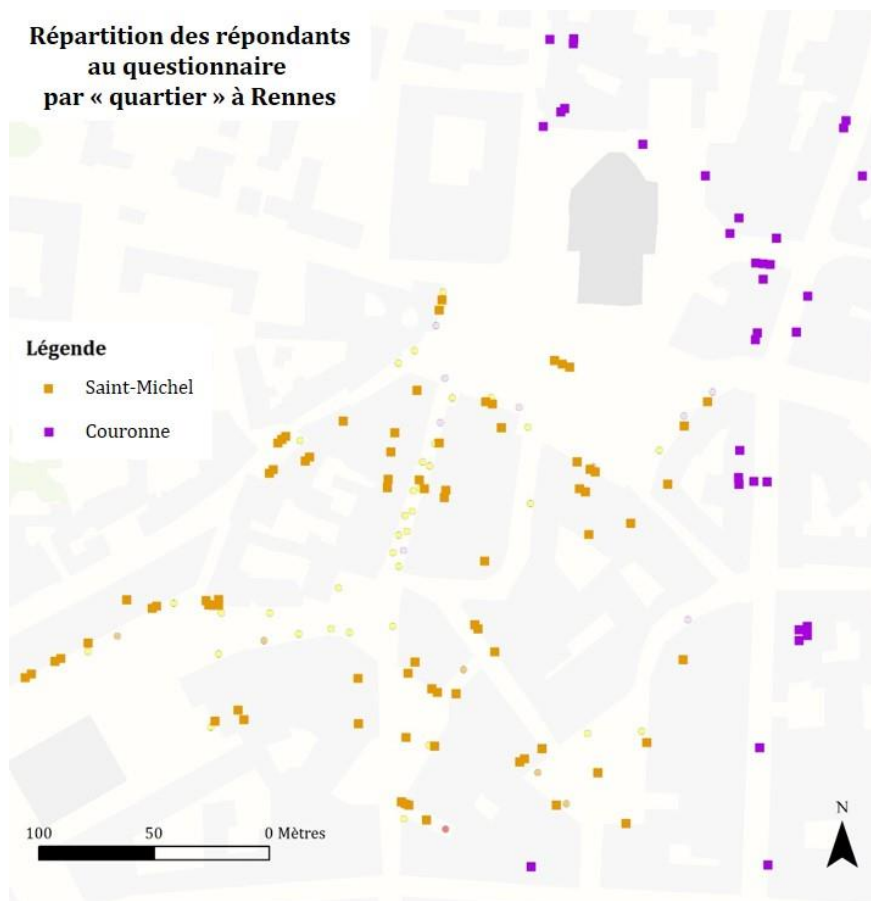 Répartition des répondants
au questionnaire
par « quartier » à Rennes
Légende
Saint-Michel
Couronne
100 50 0 Mètres
N